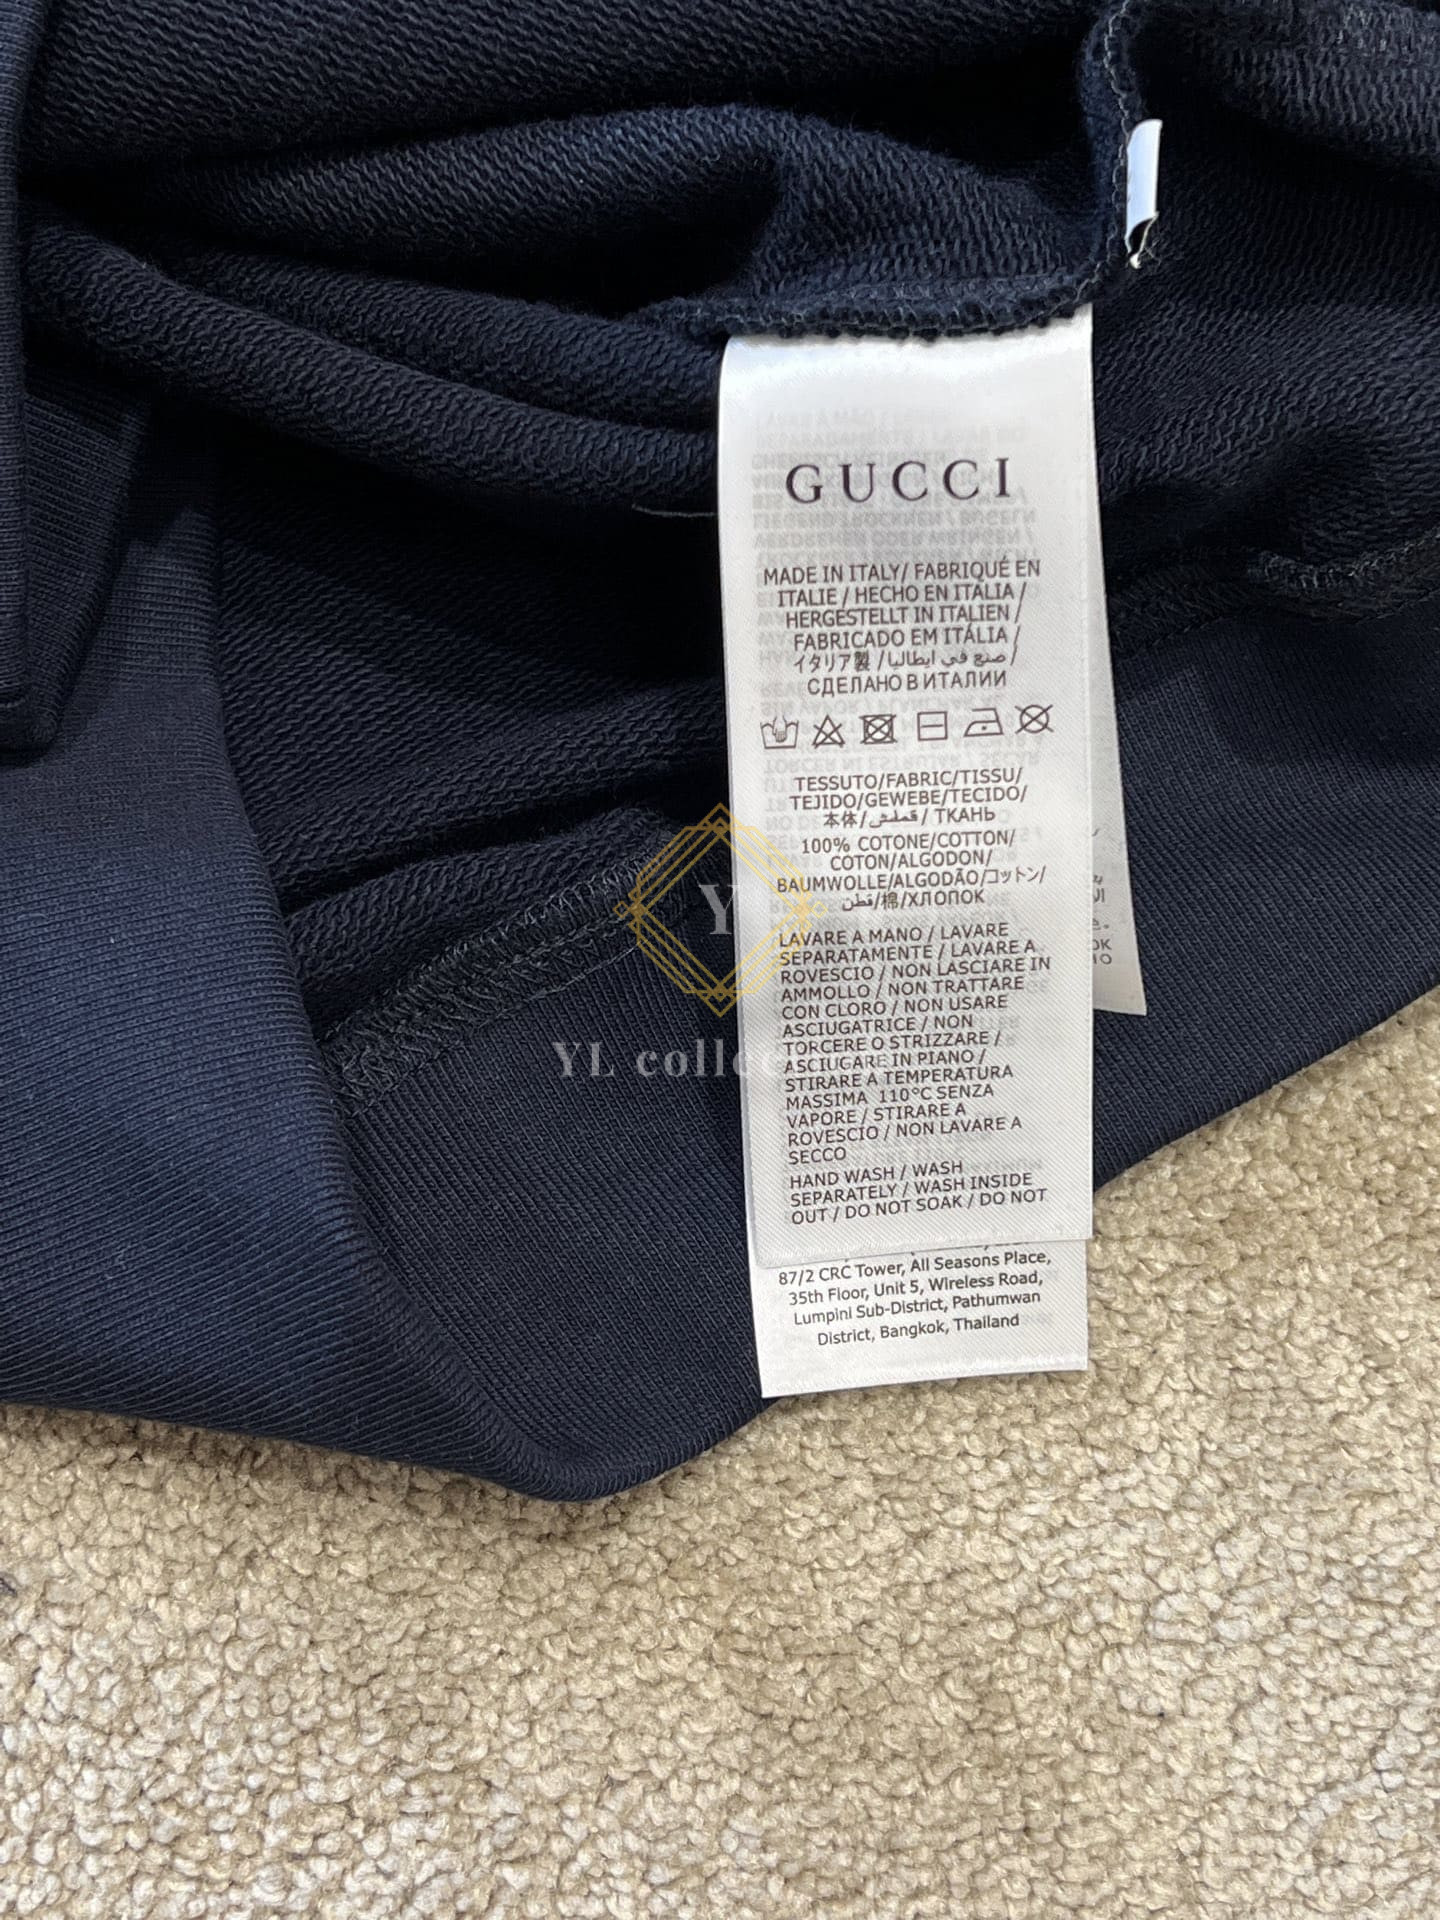 GUCCI
MADE IN ITALY/ FABRIQUÉ EN
ITALIE / HECHO EN ITALIA /
HERGESTELLT IN ITALIEN /
FABRICADO EM ITÁLIA /
イタリア製 / صنع في ايطاليا /
СДЕЛАНО В ИТАЛИИ
TESSUTO/FABRIC/TISSU/
TEJIDO/GEWEBE/TECIDO/
本体/قماش/ ТКАНЬ
100% COTONE/COTTON/
COTON/ALGODON/
BAUMWOLLE/ALGODÃO/コットン/
قطن/棉/ХЛОПОК
LAVARE A MANO / LAVARE
SEPARATAMENTE / LAVARE A
ROVESCIO / NON LASCIARE IN
AMMOLLO / NON TRATTARE
CON CLORO / NON USARE
ASCIUGATRICE / NON
TORCERE O STRIZZARE /
ASCIUGARE IN PIANO /
STIRARE A TEMPERATURA
MASSIMA 110°C SENZA
VAPORE / STIRARE A
ROVESCIO / NON LAVARE A
SECCO
HAND WASH / WASH
SEPARATELY / WASH INSIDE
OUT / DO NOT SOAK / DO NOT
87/2 CRC Tower, All Seasons Place,
35th Floor, Unit 5, Wireless Road,
Lumpini Sub-District, Pathumwan
District, Bangkok, Thailand
Y
YL collec